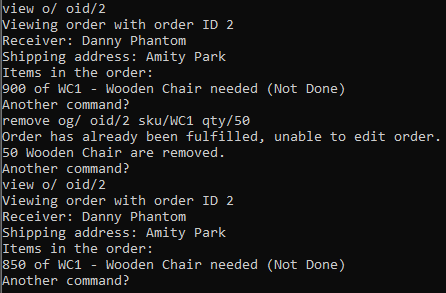 view o/ oid/2
Viewing order with order ID 2
Receiver: Danny Phantom
Shipping address: Amity Park
Items in the order:
900 of WC1 - Wooden Chair needed (Not Done)
Another command?
remove og/ oid/2 sku/WC1 qty/50
Order has already been fulfilled, unable to edit order.
50 Wooden Chair are removed.
Another command?
view o/ oid/2
Viewing order with order ID 2
Receiver: Danny Phantom
Shipping address: Amity Park
Items in the order:
850 of WC1 - Wooden Chair needed (Not Done)
Another command?